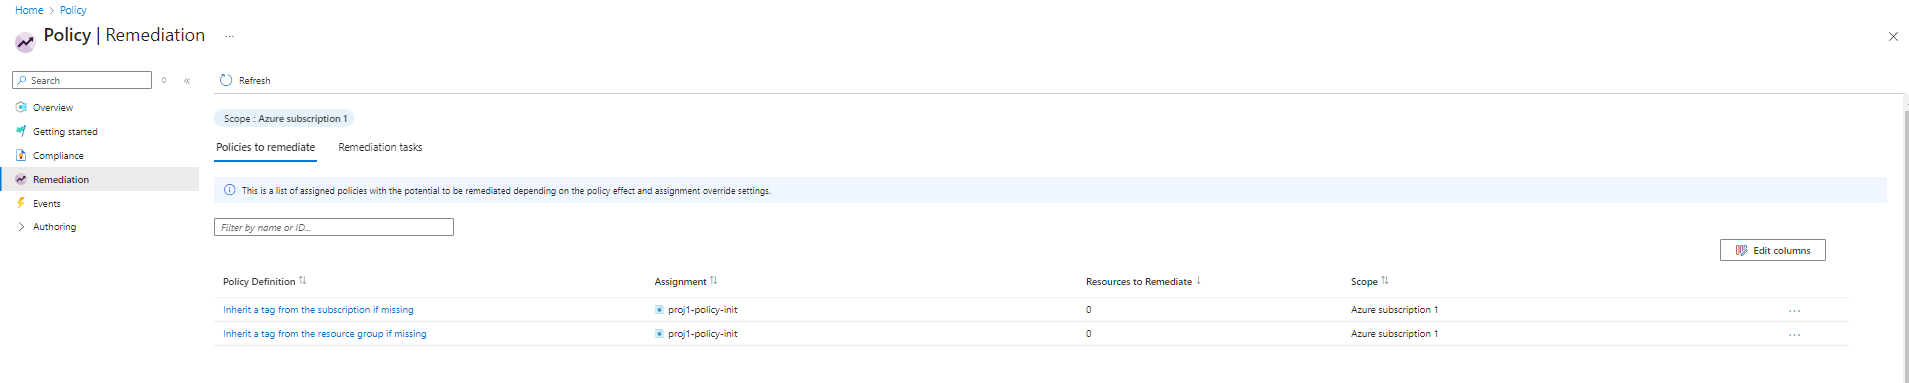 Home > Policy
Policy | Remediation ...
Search
Refresh
Overview
Getting started
Compliance
Remediation
Events
Authoring
Scope : Azure subscription 1
Policies to remediate Remediation tasks
This is a list of assigned policies with the potential to be remediated depending on the policy effect and assignment override settings.
Filter by name or ID...
Edit columns
Policy Definition Assignment Resources to Remediate Scope
Inherit a tag from the subscription if missing proj1-policy-init 0 Azure subscription 1 ...
Inherit a tag from the resource group if missing proj1-policy-init 0 Azure subscription 1 ...